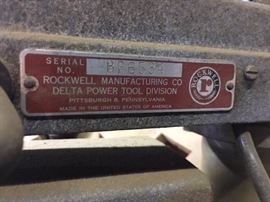 SERIAL
NO.
ROCKWELL MANUFACTURING CO
DELTA POWER TOOL DIVISION
PITTSBURGH 8, PENNSYLVANIA
MADE IN THE UNITED STATES OF AMERICA
ROCKWELL
R